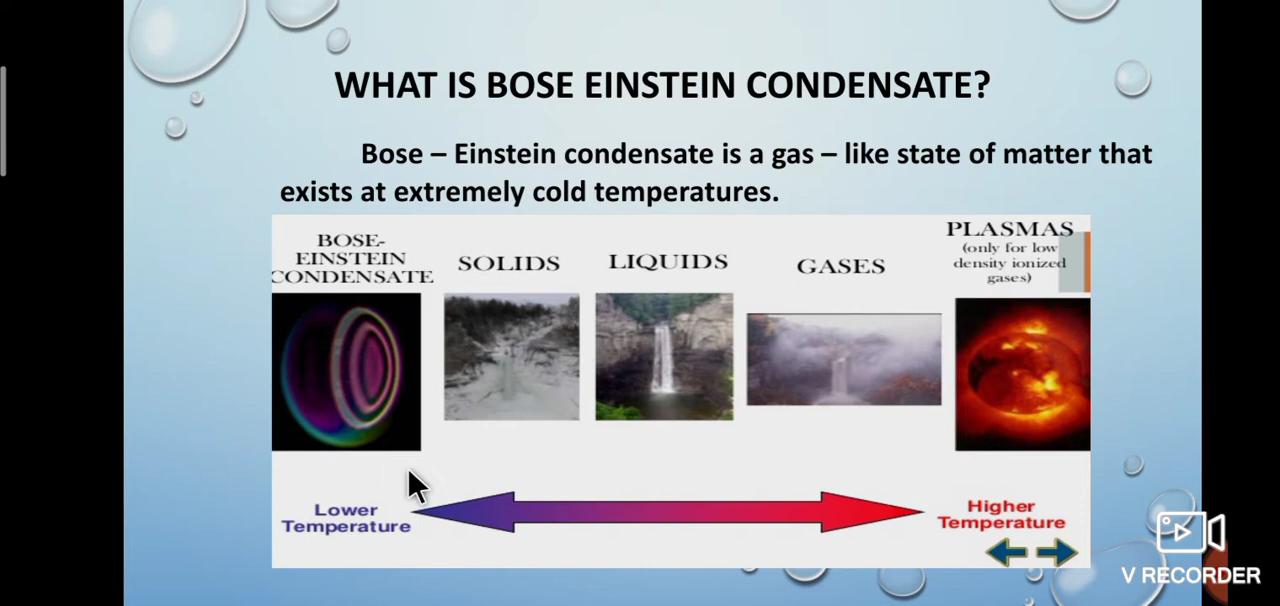 WHAT IS BOSE EINSTEIN CONDENSATE?
Bose – Einstein condensate is a gas – like state of matter that
exists at extremely cold temperatures.
BOSE-
EINSTEIN
CONDENSATE
SOLIDS
LIQUIDS
GASES
PLASMAS
(only for low
density ionized
gases)
Lower
Temperature
Higher
Temperature
V RECORDER